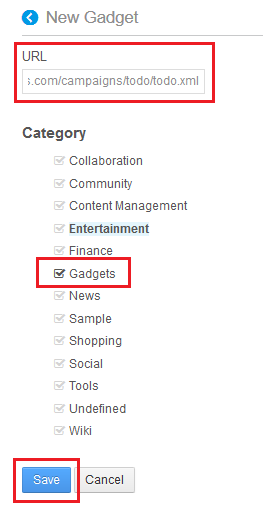 New Gadget
URL
s.com/campaigns/todo/todo.xml
Category
Collaboration
Community
Content Management
Entertainment
Finance
Gadgets
News
Sample
Shopping
Social
Tools
Undefined
Wiki
Save Cancel